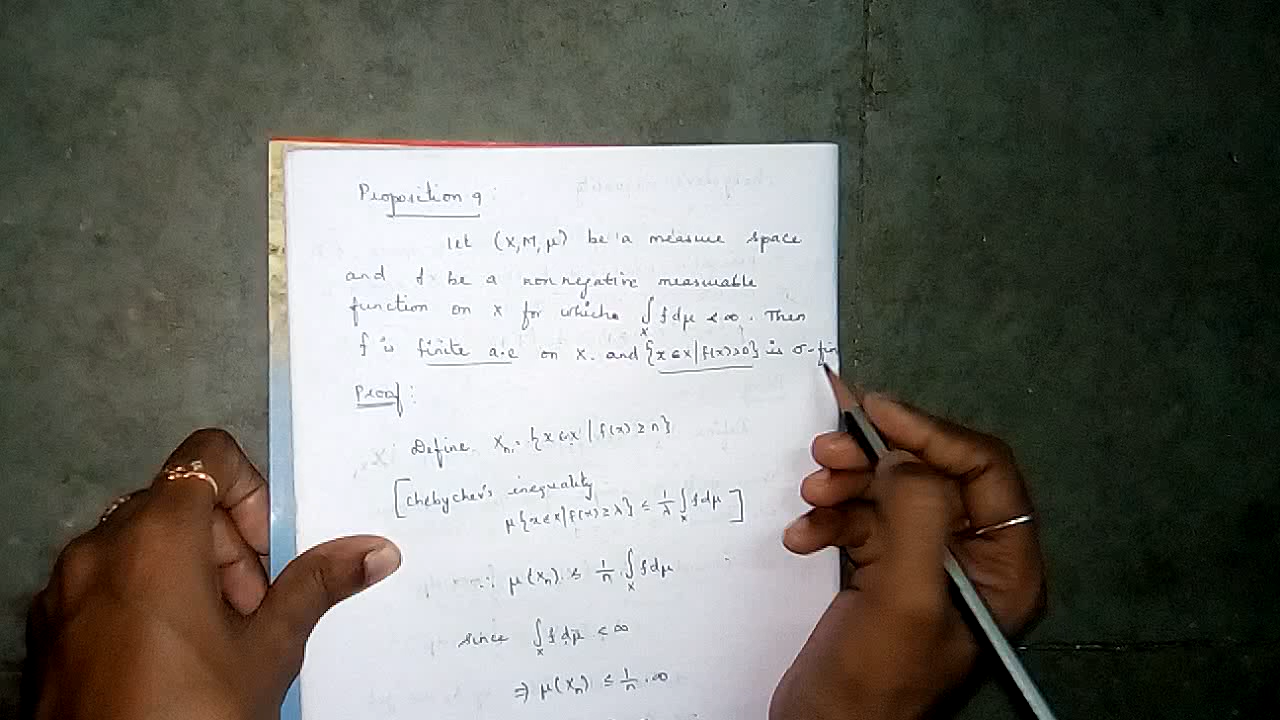 Proposition 9:
Let (X, M, μ) be a measure space
and f be a nonnegative measurable
function on X for which ∫_X f dμ < ∞. Then
f is finite a.e on X. and {x ∈ X | f(x) > 0} is σ-fin
Proof:
Define X_n = {x ∈ X | f(x) ≥ n}
[Chebychev's inequality
μ{x ∈ X | f(x) ≥ λ} ≤ 1/λ ∫_X f dμ]
∴ μ(X_n) ≤ 1/n ∫_X f dμ
since ∫_X f dμ < ∞
⇒ μ(X_n) ≤ 1/n . ∞